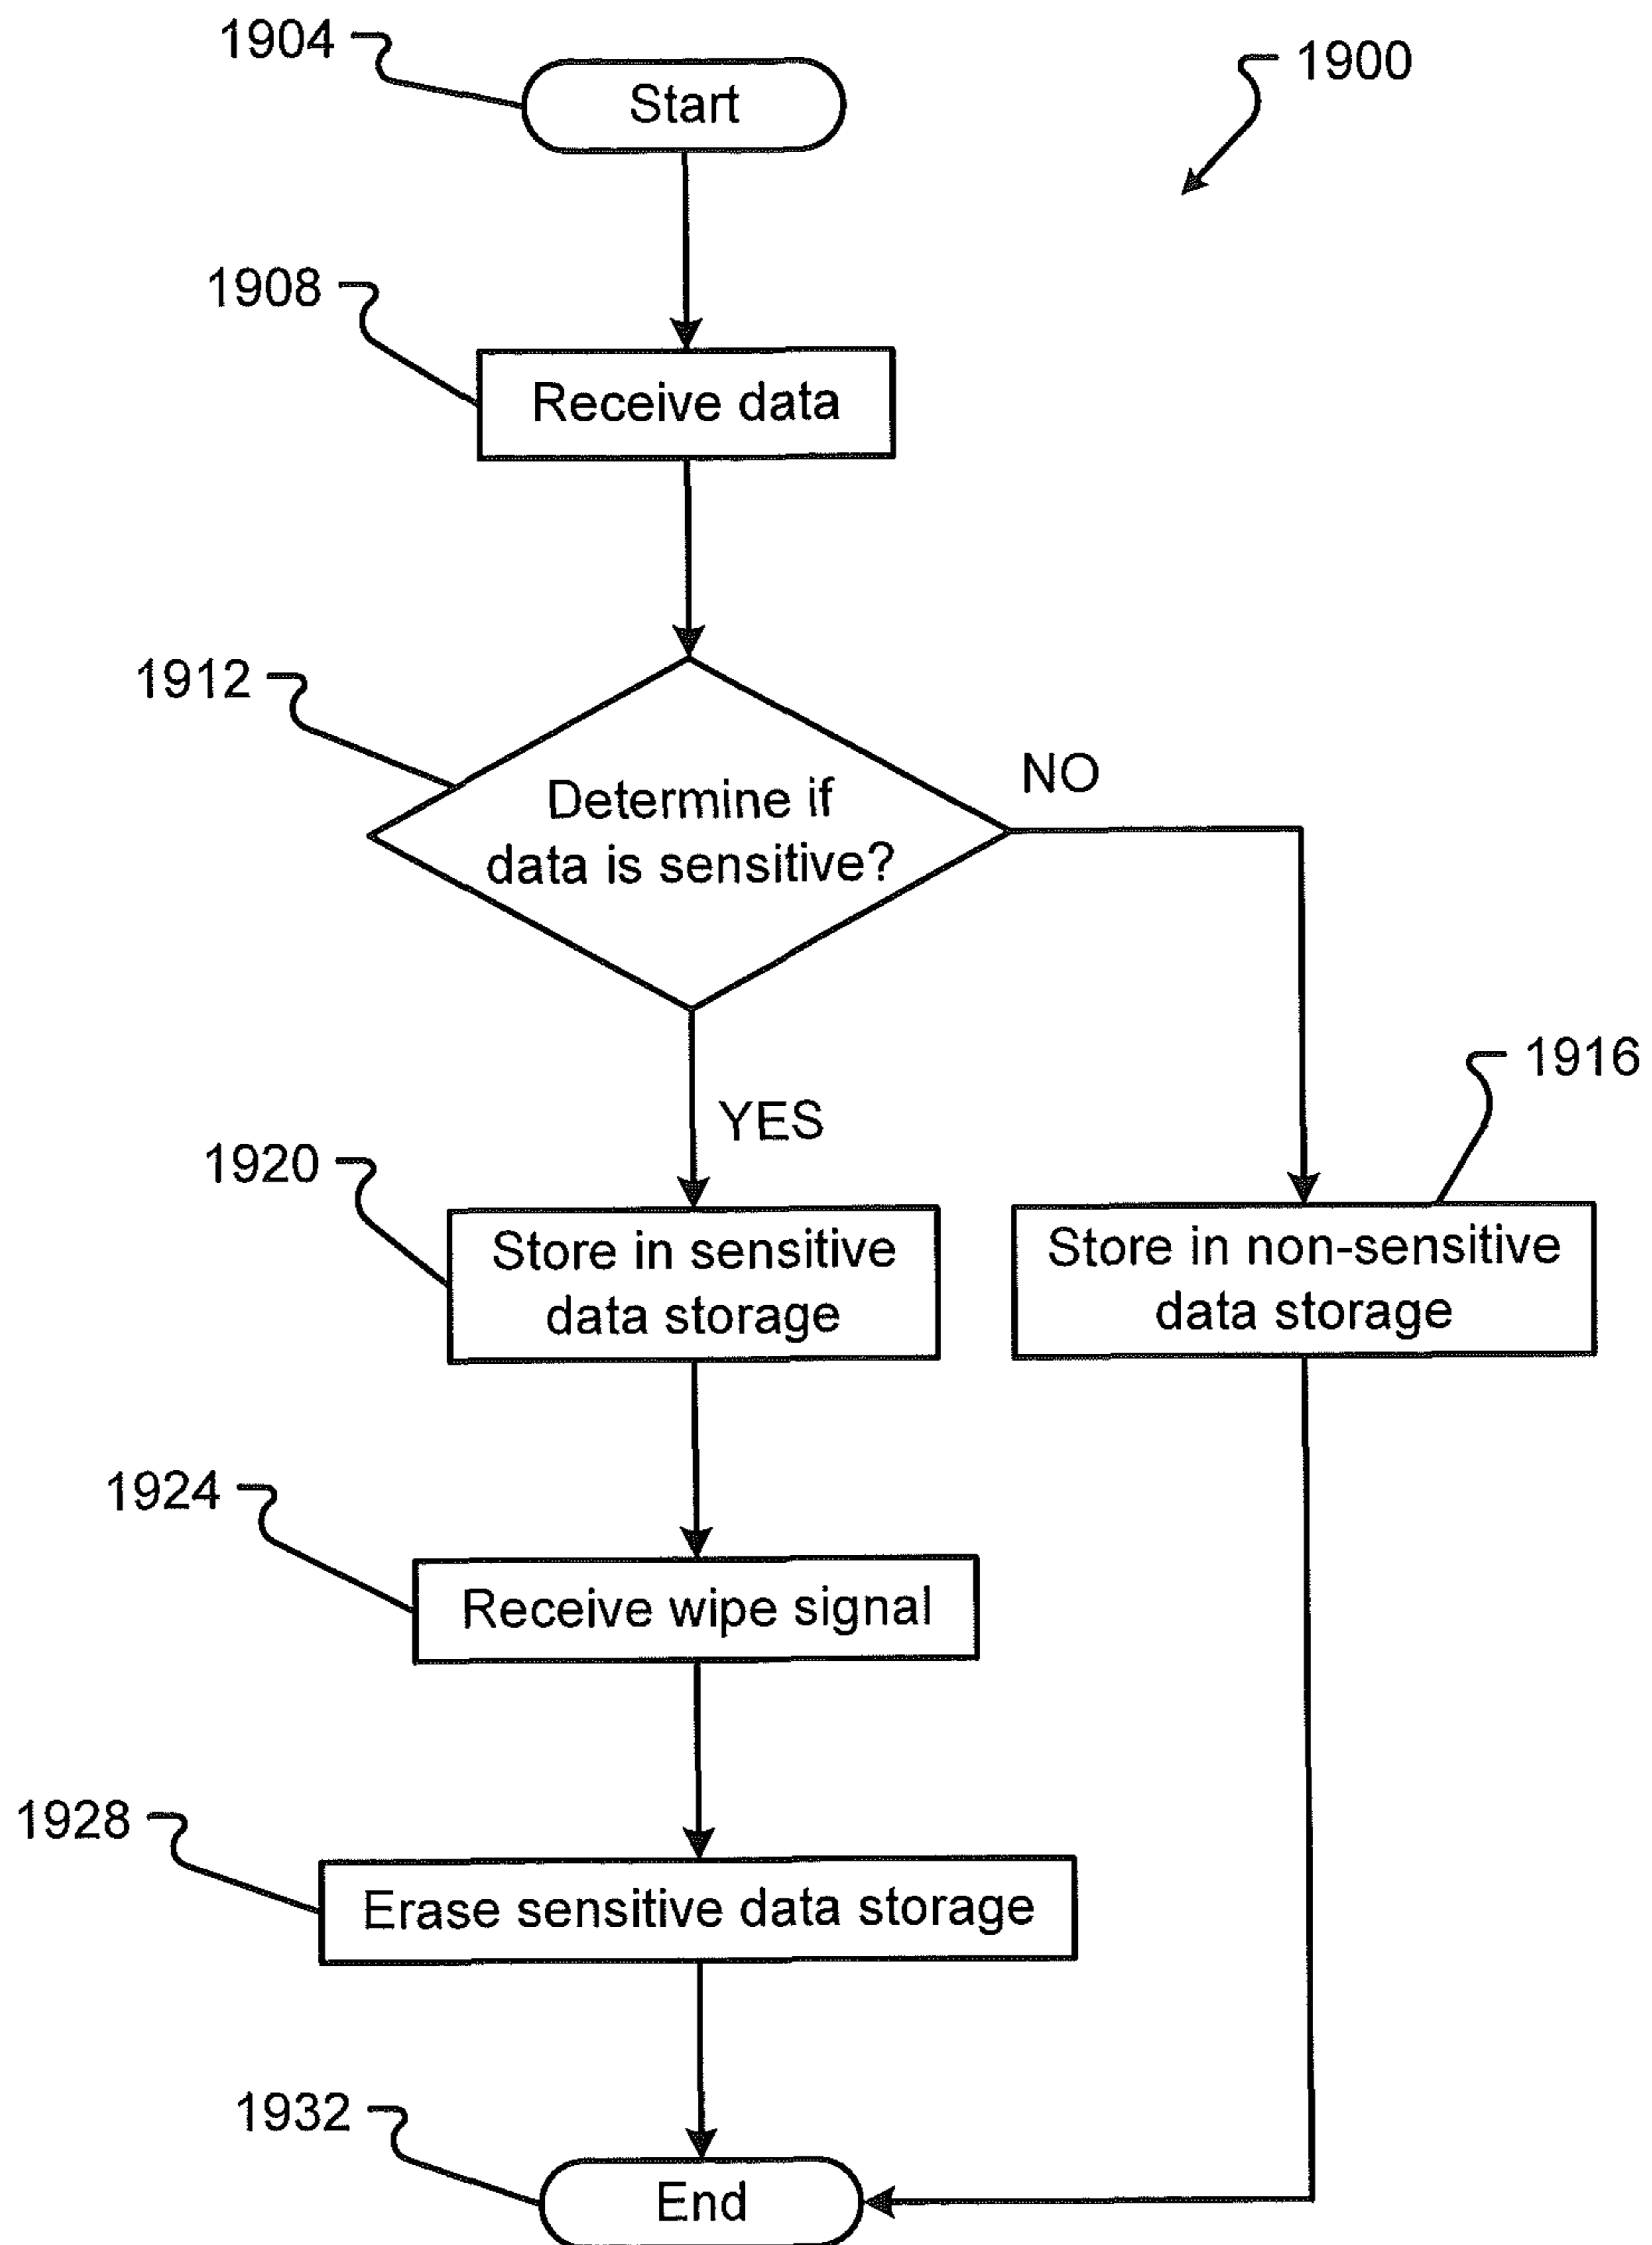 1904
Start
1900
1908
Receive data
1912
Determine if
data is sensitive?
NO
YES
1916
1920
Store in sensitive
data storage
Store in non-sensitive
data storage
1924
Receive wipe signal
1928
Erase sensitive data storage
1932
End